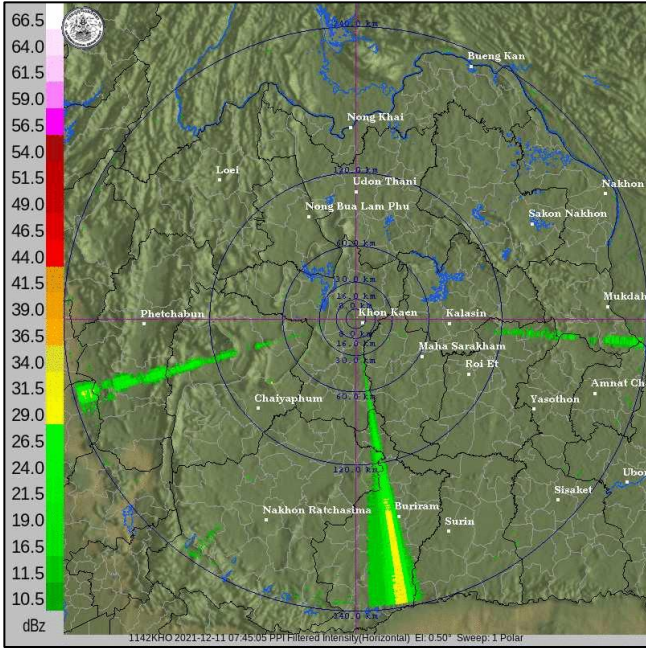 66.5
64.0
61.5
59.0
56.5
54.0
51.5
49.0
46.5
44.0
41.5
39.0
36.5
34.0
31.5
29.0
26.5
24.0
21.5
19.0
16.5
13.5
10.5
dBz
Bueng Kan
Nong Khai
Loei
Udon Thani
Nakhon
Nong Bua Lam Phu
Sakon Nakhon
Mukdah
Phetchabun
Khon Kaen
Kalasin
Maha Sarakham
Roi Et
Amnat Ch
Chaiyaphum
Yasothon
Ubor
Sisaket
Nakhon Ratchasima
Buriram
Surin
1142KHO 2021-12-11 07:45:05 PPI Filtered Intensity(Horizontal) El: 0.50° Sweep: 1 Polar